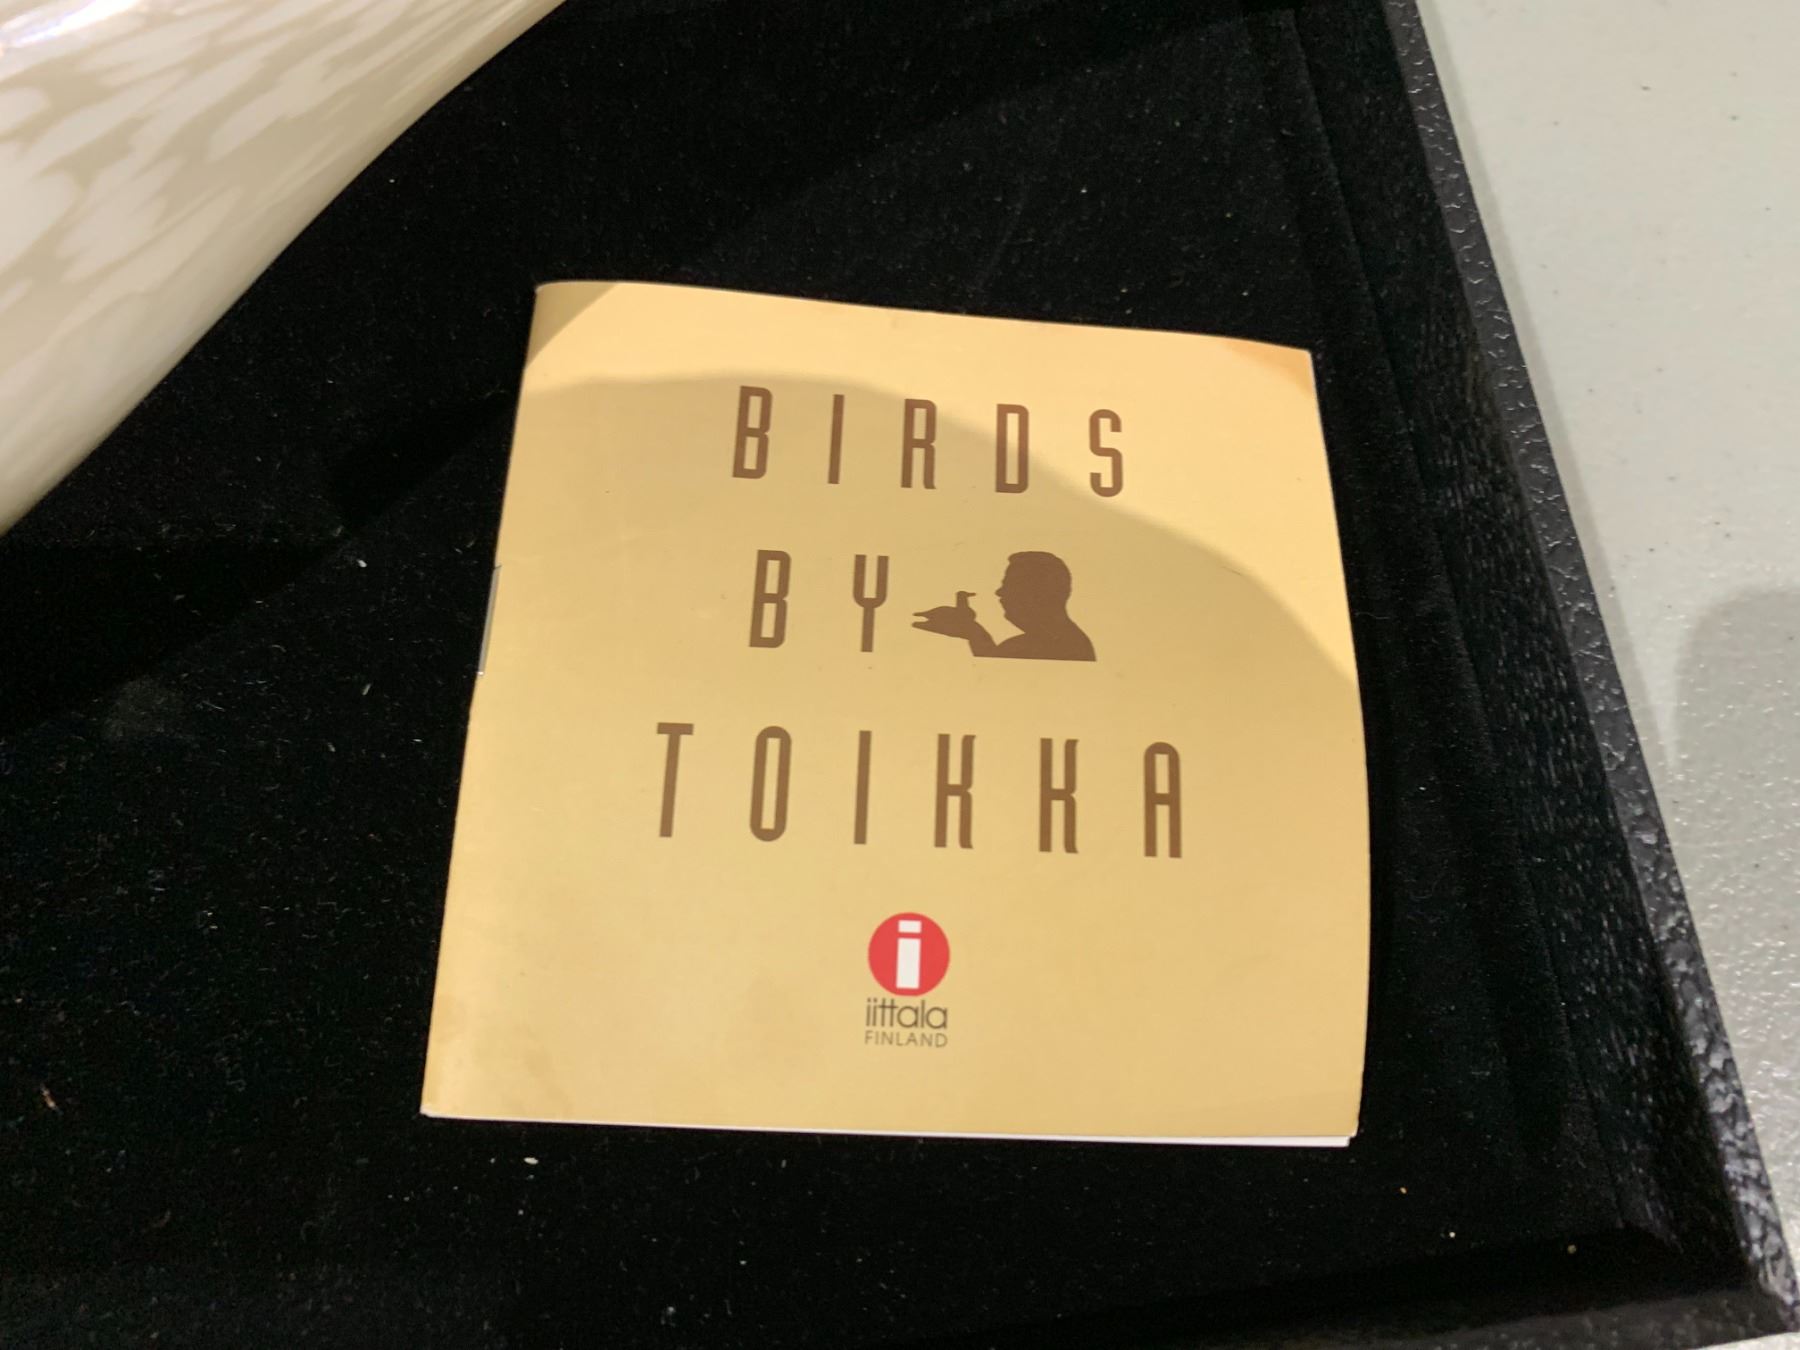 BIRDS
BY
TOIKKA
i
iittala
FINLAND